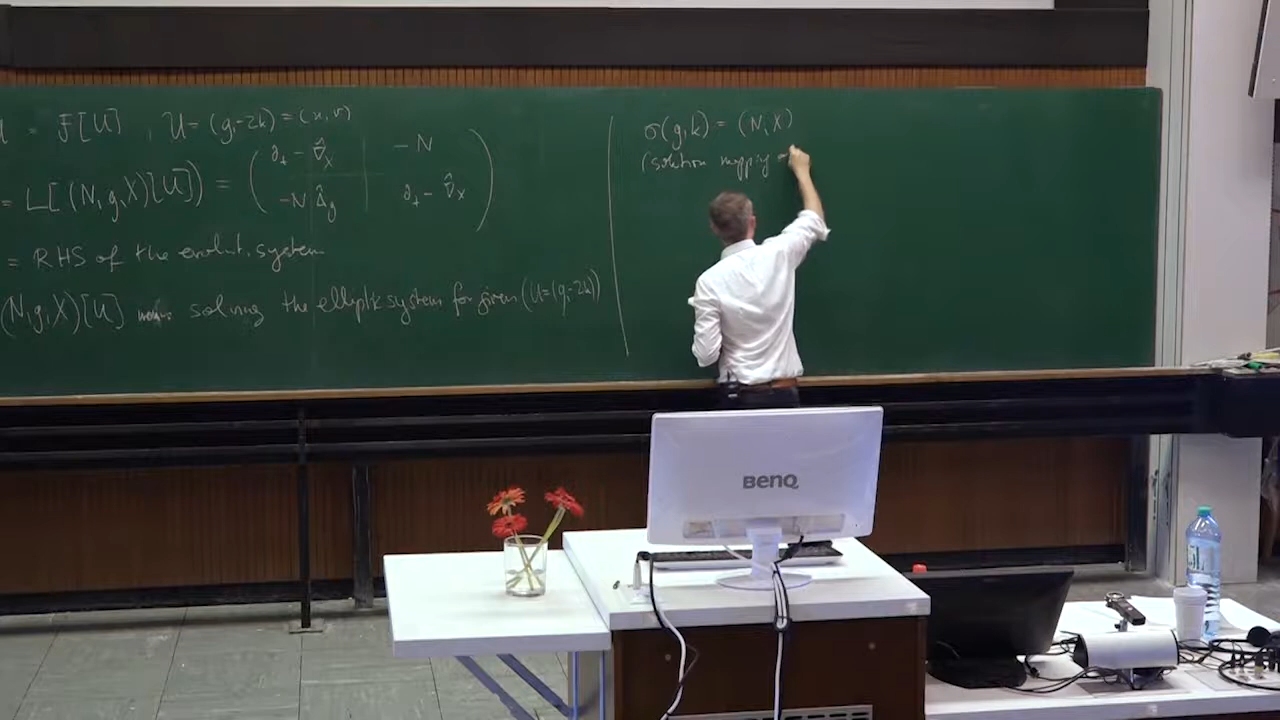 U = F[U] , U = (g,-2k) = (u,v)
= L[(N,g,X)[U]] = ( ∂t - ∇̂X -N
-N Δ̂g ∂t - ∇̂X )
= RHS of the evolut. system
(N,g,X)[U] solving the elliptic system for given (U=(g,-2k))
σ(g,k) = (N,X)
(solution mapping
BenQ